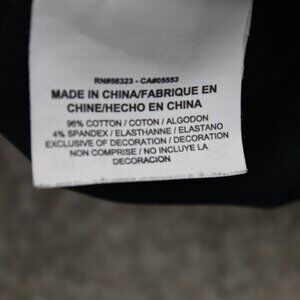 RN#56323 - CA#05553
MADE IN CHINA/FABRIQUE EN
CHINE/HECHO EN CHINA
96% COTTON / COTON / ALGODON
4% SPANDEX / ELASTHANNE / ELASTANO
EXCLUSIVE OF DECORATION / DECORATION
NON COMPRISE / NO INCLUYE LA
DECORACION